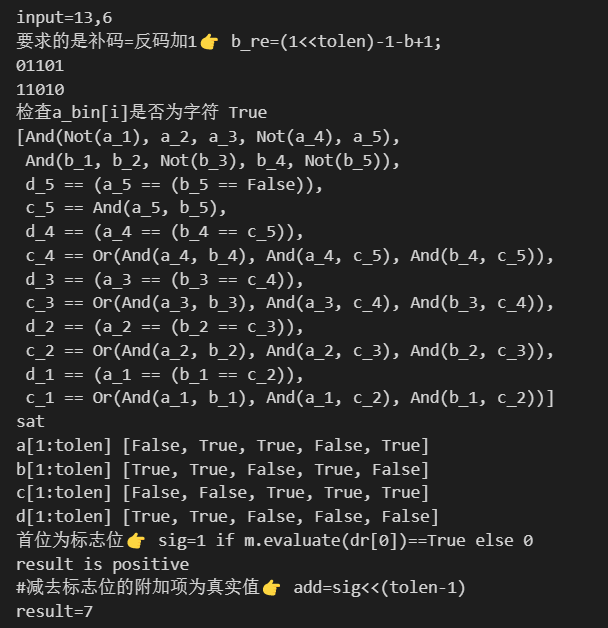 input=13,6
要求的是补码=反码加1👉 b_re=(1<<tolen)-1-b+1;
01101
11010
检查a_bin[i]是否为字符 True
[And(Not(a_1), a_2, a_3, Not(a_4), a_5),
 And(b_1, b_2, Not(b_3), b_4, Not(b_5)),
 d_5 == (a_5 == (b_5 == False)),
 c_5 == And(a_5, b_5),
 d_4 == (a_4 == (b_4 == c_5)),
 c_4 == Or(And(a_4, b_4), And(a_4, c_5), And(b_4, c_5)),
 d_3 == (a_3 == (b_3 == c_4)),
 c_3 == Or(And(a_3, b_3), And(a_3, c_4), And(b_3, c_4)),
 d_2 == (a_2 == (b_2 == c_3)),
 c_2 == Or(And(a_2, b_2), And(a_2, c_3), And(b_2, c_3)),
 d_1 == (a_1 == (b_1 == c_2)),
 c_1 == Or(And(a_1, b_1), And(a_1, c_2), And(b_1, c_2))]
sat
a[1:tolen] [False, True, True, False, True]
b[1:tolen] [True, True, False, True, False]
c[1:tolen] [False, False, True, True, True]
d[1:tolen] [True, True, False, False, False]
首位为标志位👉 sig=1 if m.evaluate(dr[0])==True else 0
result is positive
#减去标志位的附加项为真实值👉 add=sig<<(tolen-1)
result=7